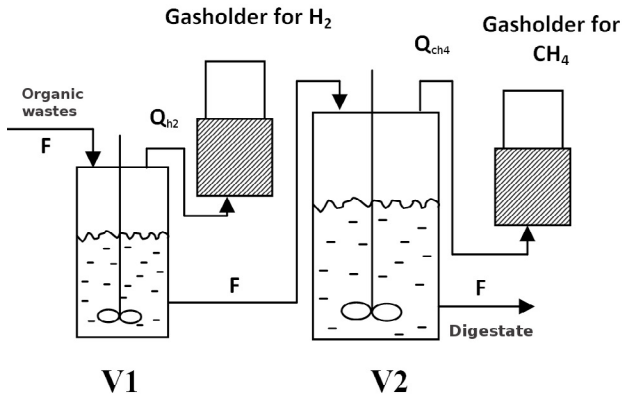 Gasholder for H₂
Gasholder for
CH₄
Qch4
Organic
wastes
F
Qh2
F
F
Digestate
V1
V2